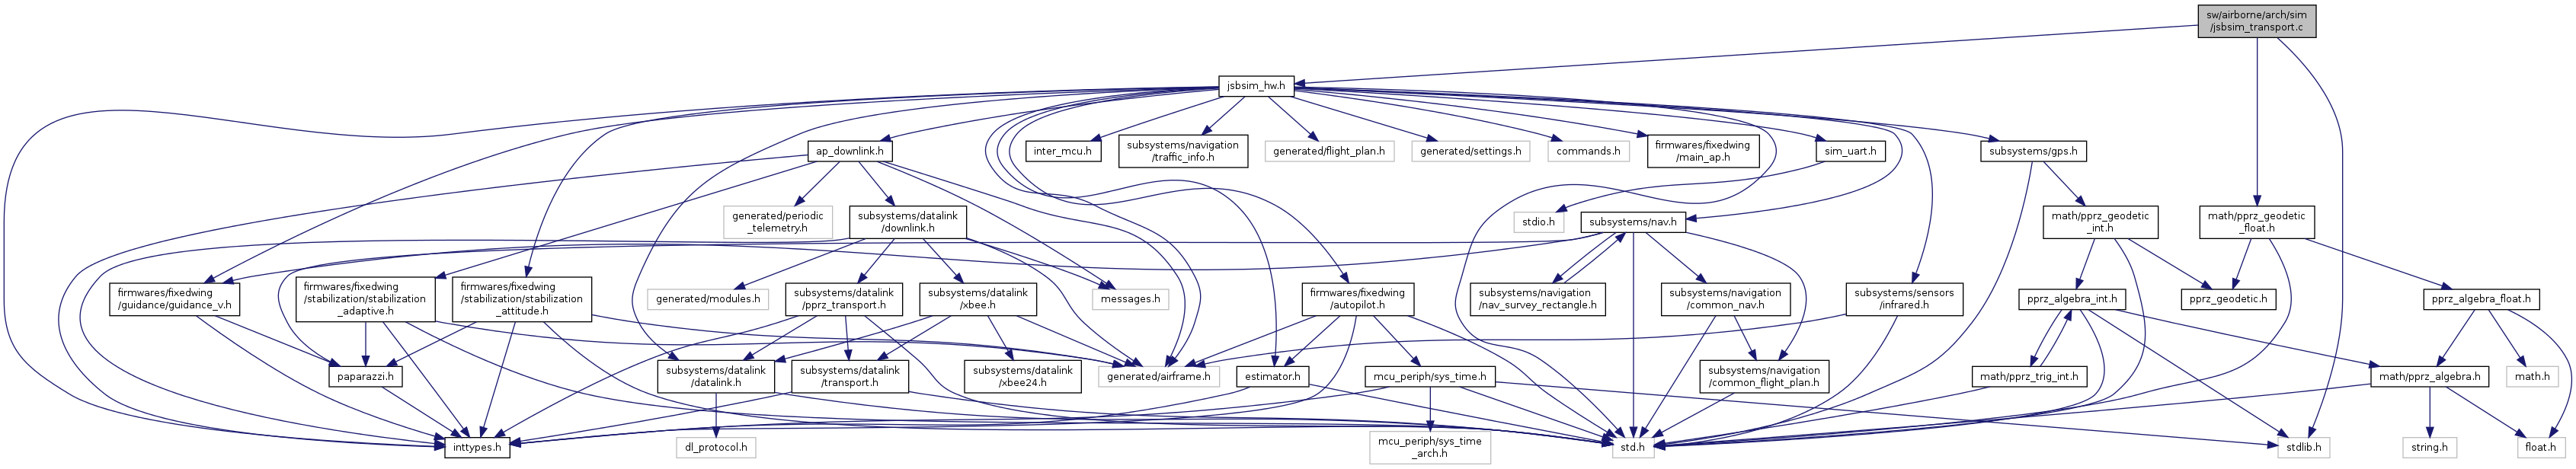 sw/airborne/arch/sim
/jsbsim_transport.c
jsbsim_hw.h
ap_downlink.h
inter_mcu.h
subsystems/navigation
/traffic_info.h
generated/flight_plan.h
generated/settings.h
commands.h
firmwares/fixedwing
/main_ap.h
sim_uart.h
subsystems/gps.h
generated/periodic
_telemetry.h
subsystems/datalink
/downlink.h
stdio.h
subsystems/nav.h
math/pprz_geodetic
_int.h
math/pprz_geodetic
_float.h
firmwares/fixedwing
/guidance/guidance_v.h
firmwares/fixedwing
/stabilization/stabilization
_adaptive.h
firmwares/fixedwing
/stabilization/stabilization
_attitude.h
generated/modules.h
subsystems/datalink
/pprz_transport.h
subsystems/datalink
/xbee.h
messages.h
firmwares/fixedwing
/autopilot.h
subsystems/navigation
/nav_survey_rectangle.h
subsystems/navigation
/common_nav.h
subsystems/sensors
/infrared.h
pprz_algebra_int.h
pprz_geodetic.h
pprz_algebra_float.h
paparazzi.h
subsystems/datalink
/datalink.h
subsystems/datalink
/transport.h
subsystems/datalink
/xbee24.h
generated/airframe.h
estimator.h
mcu_periph/sys_time.h
subsystems/navigation
/common_flight_plan.h
math/pprz_trig_int.h
math/pprz_algebra.h
math.h
inttypes.h
dl_protocol.h
mcu_periph/sys_time
_arch.h
std.h
stdlib.h
string.h
float.h